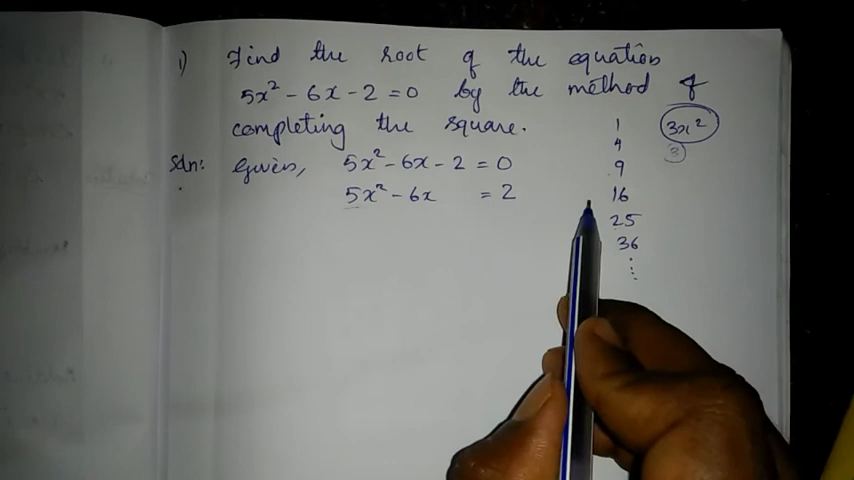 1) Find the root of the equation
5x² - 6x - 2 = 0 by the method of
completing the square.
Soln: Given, 5x² - 6x - 2 = 0
5x² - 6x = 2
1
4
9
16
25
36
⋮
3x²
3